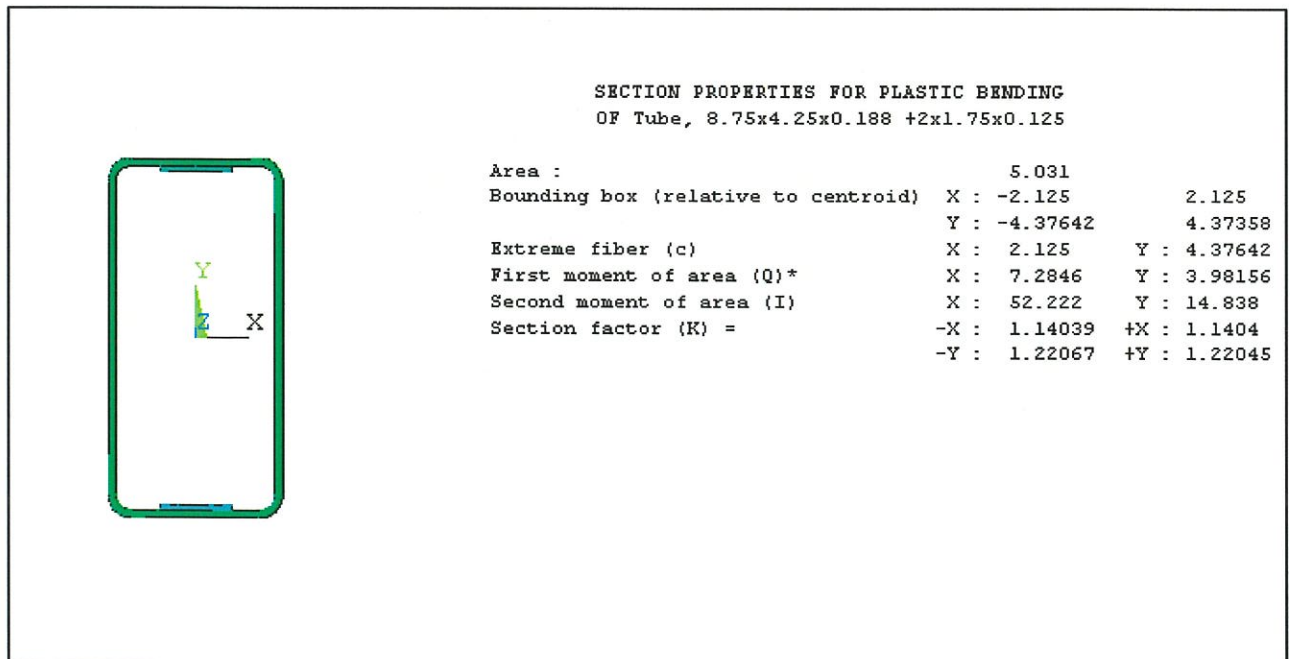 SECTION PROPERTIES FOR PLASTIC BENDING
OF Tube, 8.75x4.25x0.188 +2x1.75x0.125
Area : 5.031
Bounding box (relative to centroid) X : -2.125 2.125
Y : -4.37642 4.37358
Extreme fiber (c) X : 2.125 Y : 4.37642
First moment of area (Q)* X : 7.2846 Y : 3.98156
Second moment of area (I) X : 52.222 Y : 14.838
Section factor (K) = -X : 1.14039 +X : 1.1404
-Y : 1.22067 +Y : 1.22045
Y
Z X